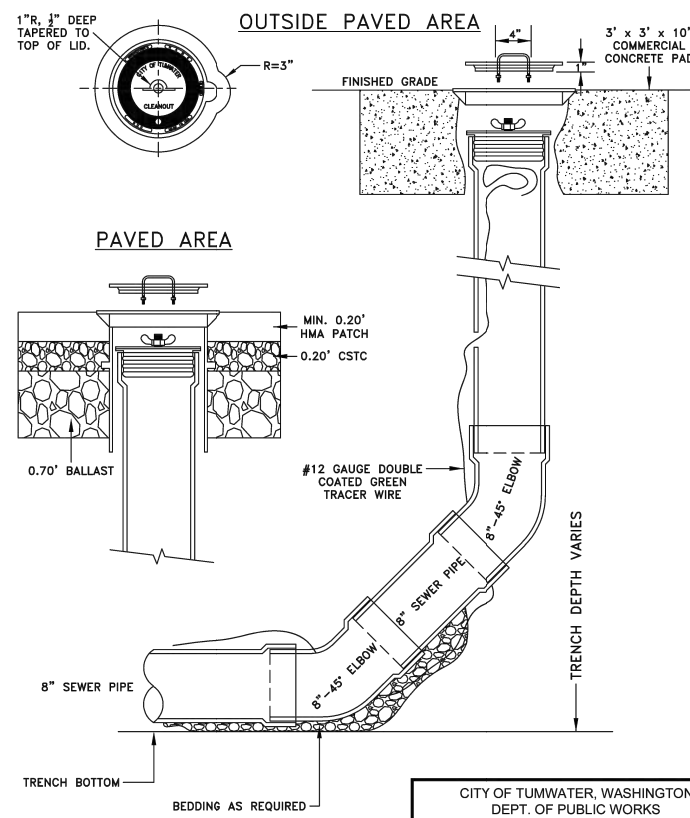 OUTSIDE PAVED AREA
1"R, ½" DEEP
TAPERED TO
TOP OF LID.
R=3"
CITY OF TUMWATER
CLEANOUT
4"
1"
3' x 3' x 10"
COMMERCIAL
CONCRETE PAD
FINISHED GRADE
PAVED AREA
MIN. 0.20'
HMA PATCH
0.20' CSTC
0.70' BALLAST
#12 GAUGE DOUBLE
COATED GREEN
TRACER WIRE
8"-45° ELBOW
8" SEWER PIPE
8"-45° ELBOW
TRENCH DEPTH VARIES
8" SEWER PIPE
TRENCH BOTTOM
BEDDING AS REQUIRED
CITY OF TUMWATER, WASHINGTON
DEPT. OF PUBLIC WORKS